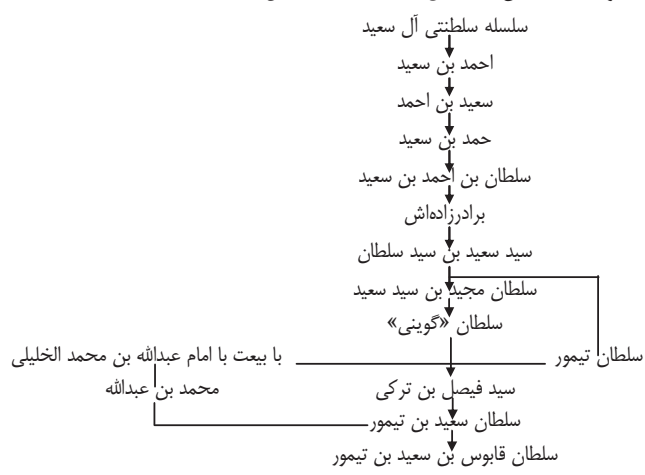 سلسله سلطنتی آل سعید
احمد بن سعید
سعید بن احمد
حمد بن سعید
سلطان بن احمد بن سعید
برادرزاده‌اش
سید سعید بن سید سلطان
سلطان مجید بن سید سعید
سلطان «گوینی»
سلطان تیمور
با بیعت با امام عبدالله بن محمد الخلیلی
سید فیصل بن ترکی
محمد بن عبدالله
سلطان سعید بن تیمور
سلطان قابوس بن سعید بن تیمور